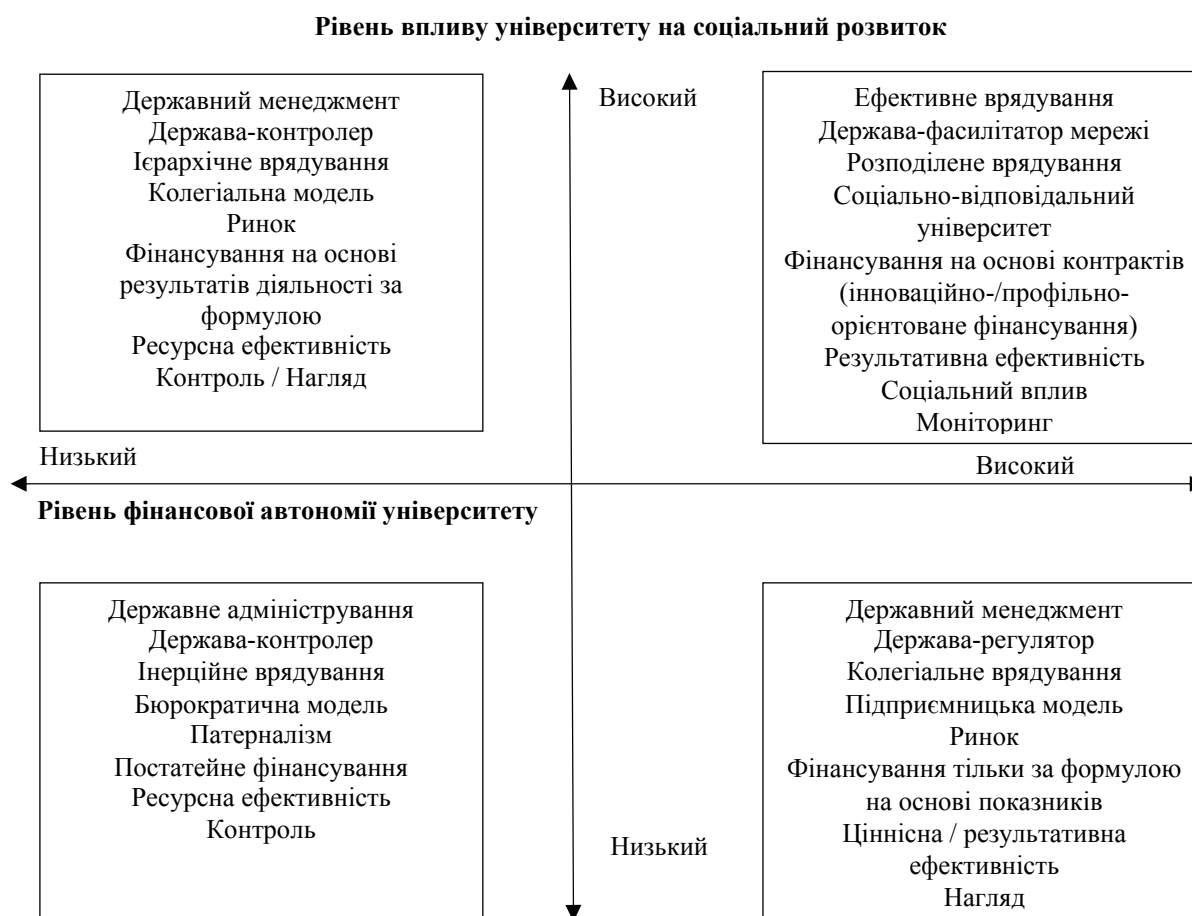 Рівень впливу університету на соціальний розвиток
Державний менеджмент
Держава-контролер
Ієрархічне врядування
Колегіальна модель
Ринок
Фінансування на основі
результатів діяльності за
формулою
Ресурсна ефективність
Контроль / Нагляд
Високий
Ефективне врядування
Держава-фасилітатор мережі
Розподілене врядування
Соціально-відповідальний
університет
Фінансування на основі контрактів
(інноваційно-/профільно-
орієнтоване фінансування)
Результативна ефективність
Соціальний вплив
Моніторинг
Низький
Високий
Рівень фінансової автономії університету
Державне адміністрування
Держава-контролер
Інерційне врядування
Бюрократична модель
Патерналізм
Постатейне фінансування
Ресурсна ефективність
Контроль
Низький
Державний менеджмент
Держава-регулятор
Колегіальне врядування
Підприємницька модель
Ринок
Фінансування тільки за формулою
на основі показників
Ціннісна / результативна
ефективність
Нагляд